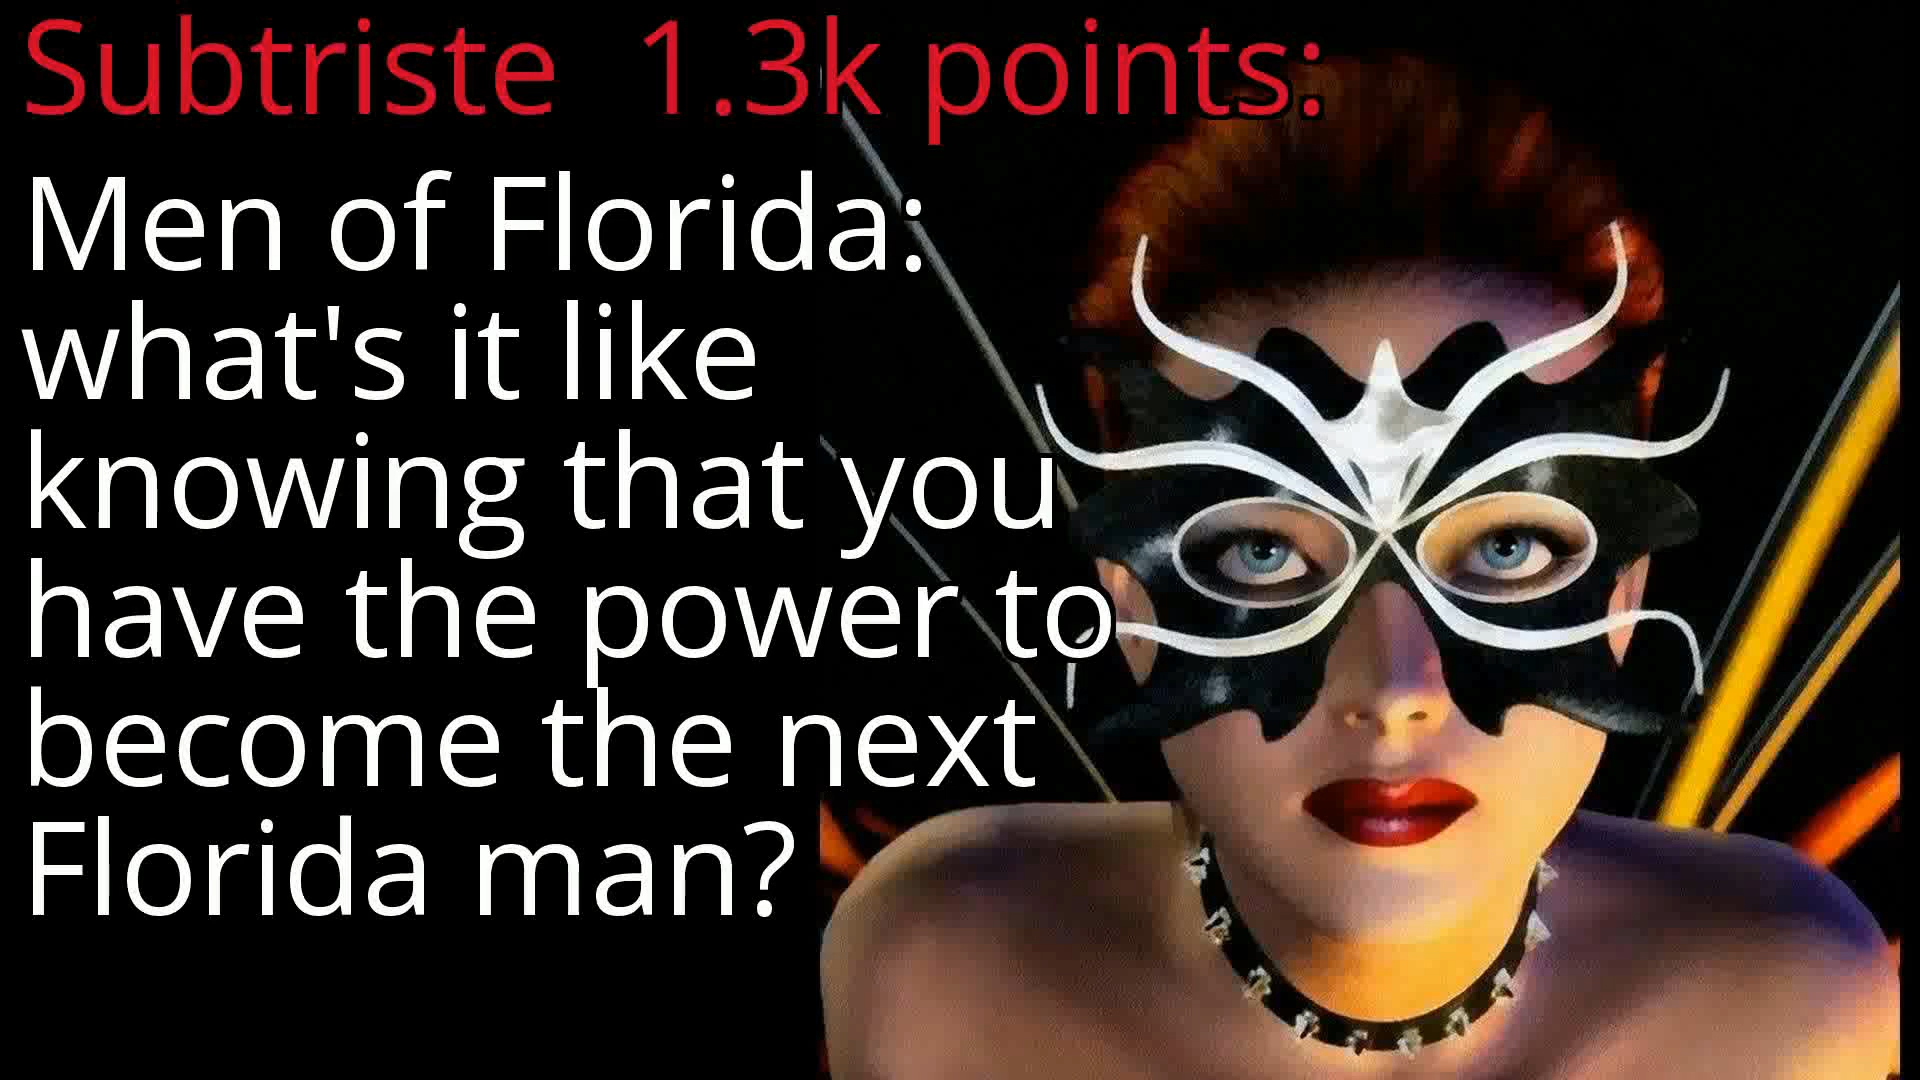 Subtriste 1.3k points:
Men of Florida:
what's it like
knowing that you
have the power to
become the next
Florida man?